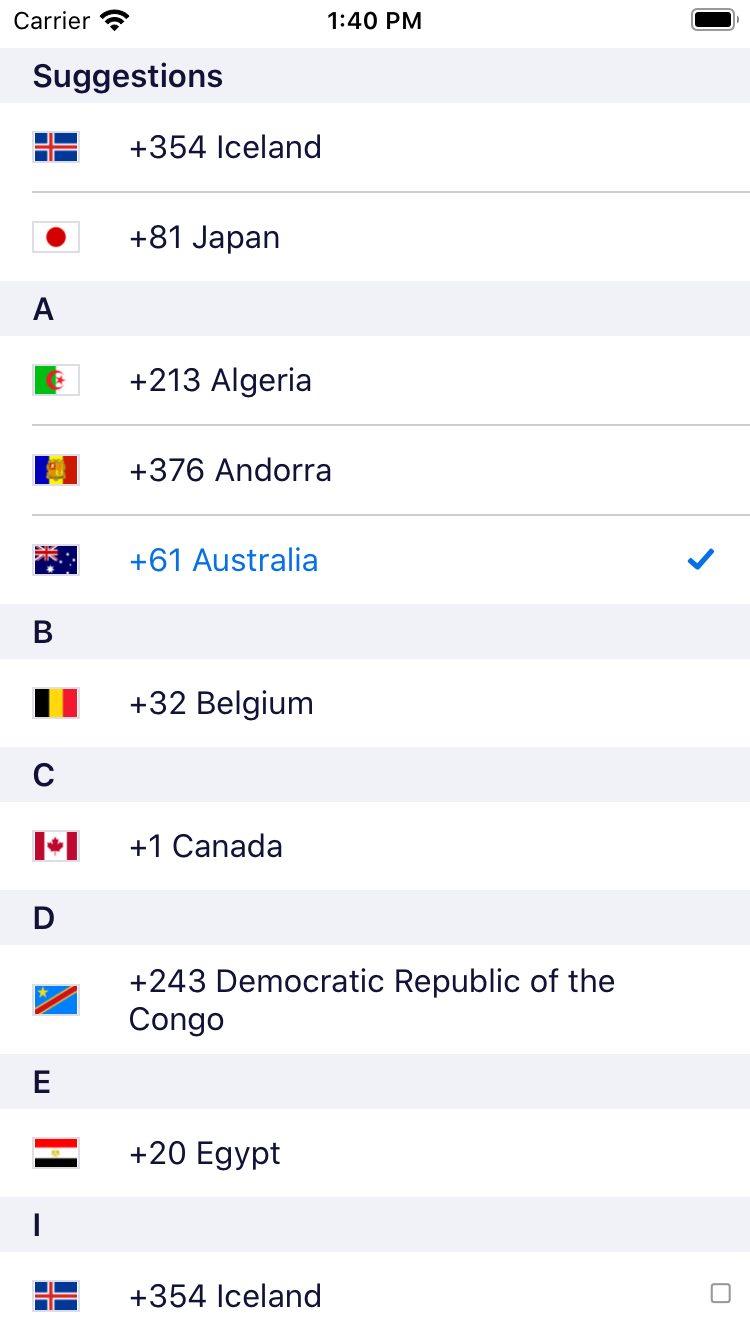 Carrier 1:40 PM
Suggestions
+354 Iceland
+81 Japan
A
+213 Algeria
+376 Andorra
+61 Australia
B
+32 Belgium
C
+1 Canada
D
+243 Democratic Republic of the
Congo
E
+20 Egypt
I
+354 Iceland